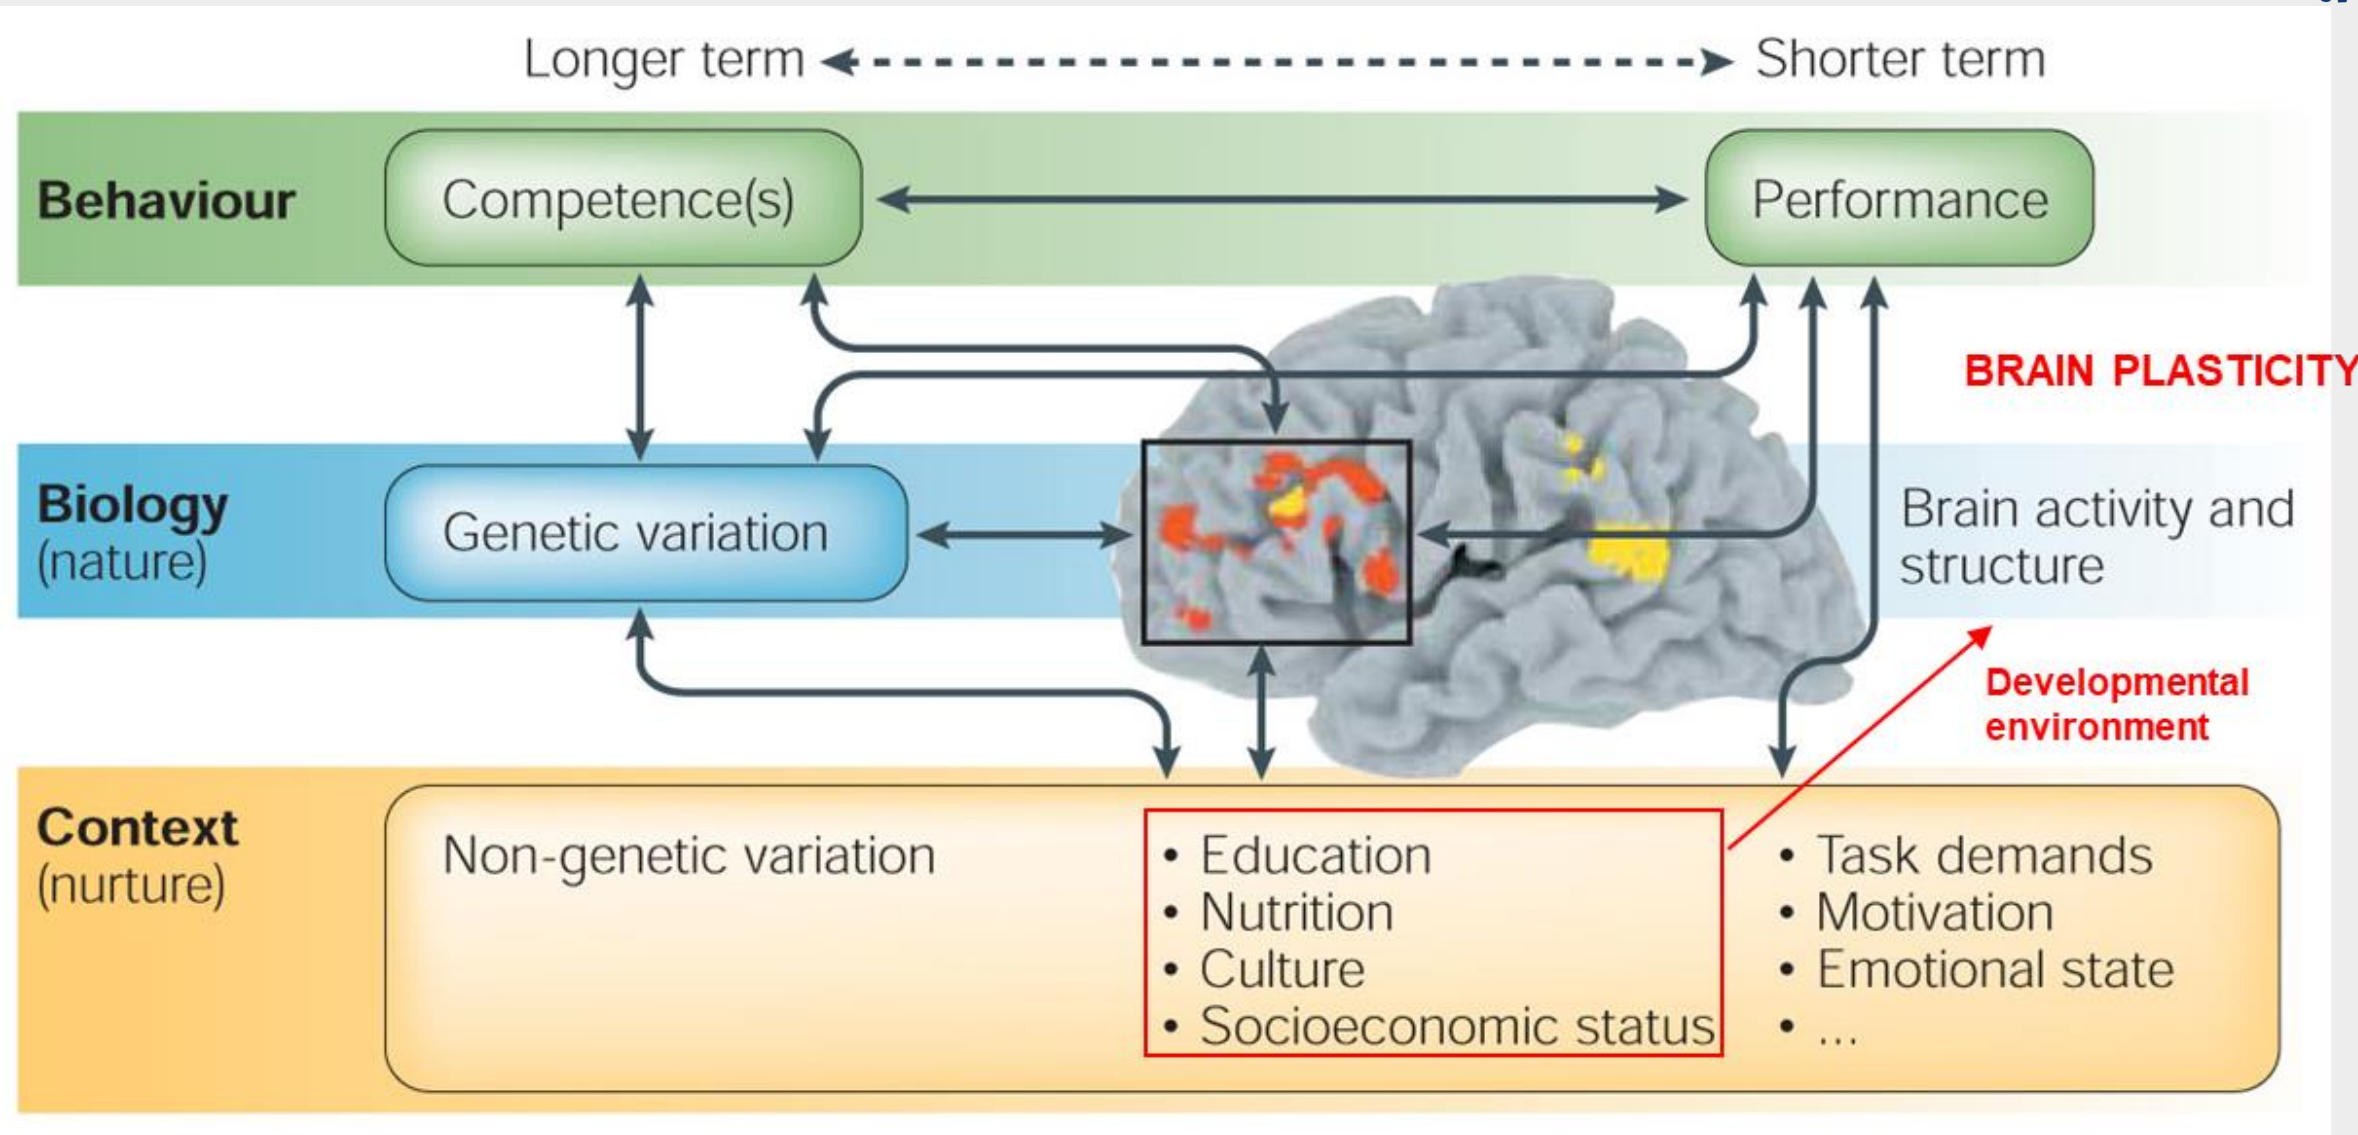 Longer term
Shorter term
Behaviour
Competence(s)
Performance
BRAIN PLASTICITY
Biology
(nature)
Genetic variation
Brain activity and
structure
Developmental
environment
Context
(nurture)
Non-genetic variation
• Education
• Nutrition
• Culture
• Socioeconomic status
• Task demands
• Motivation
• Emotional state
• ...